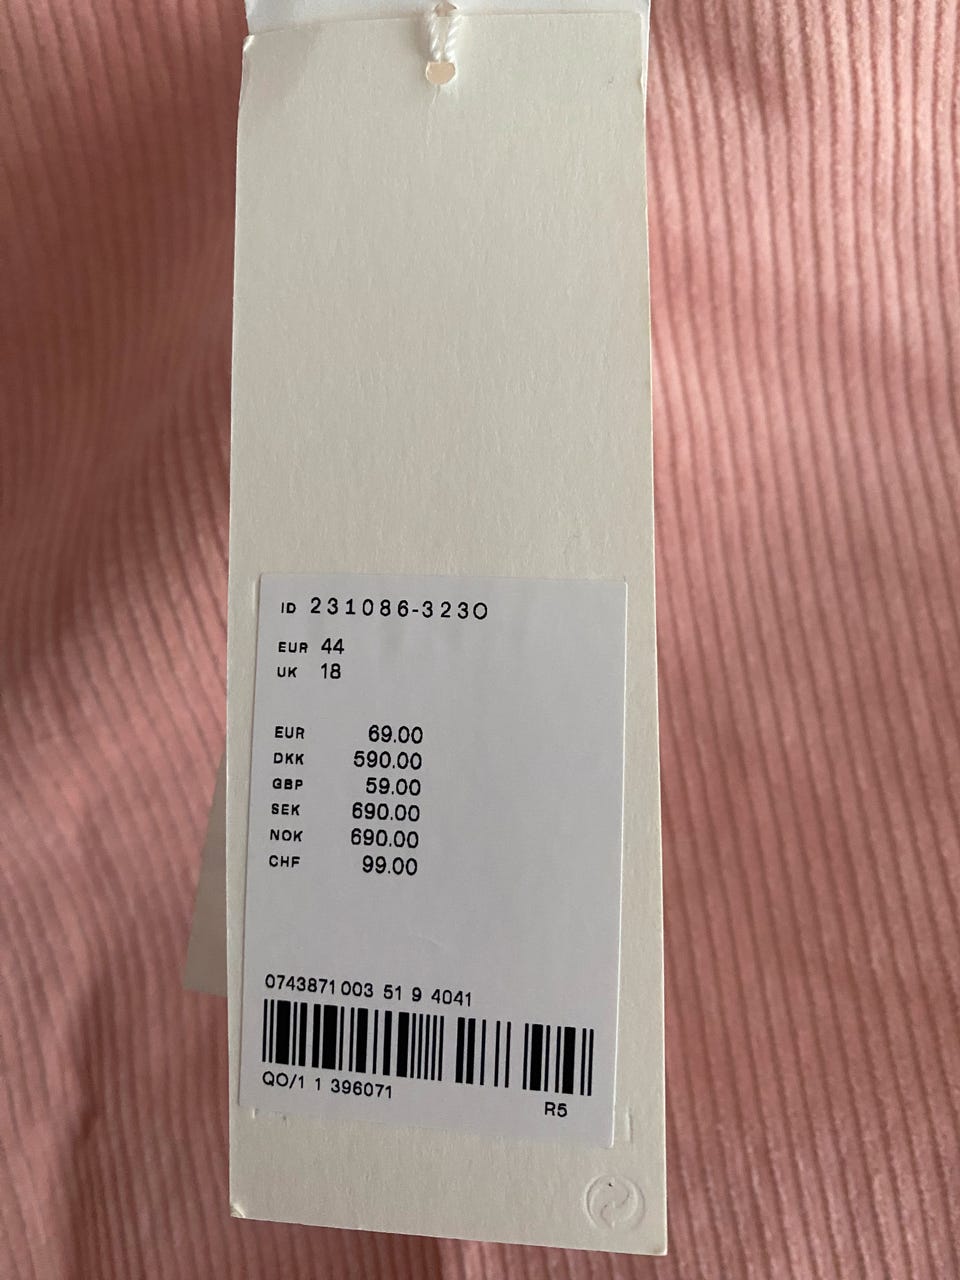 ID 231086-3230
EUR 44
UK 18
EUR 69.00
DKK 590.00
GBP 59.00
SEK 690.00
NOK 690.00
CHF 99.00
0743871 003 51 9 4041
QO/1 1 396071
R5